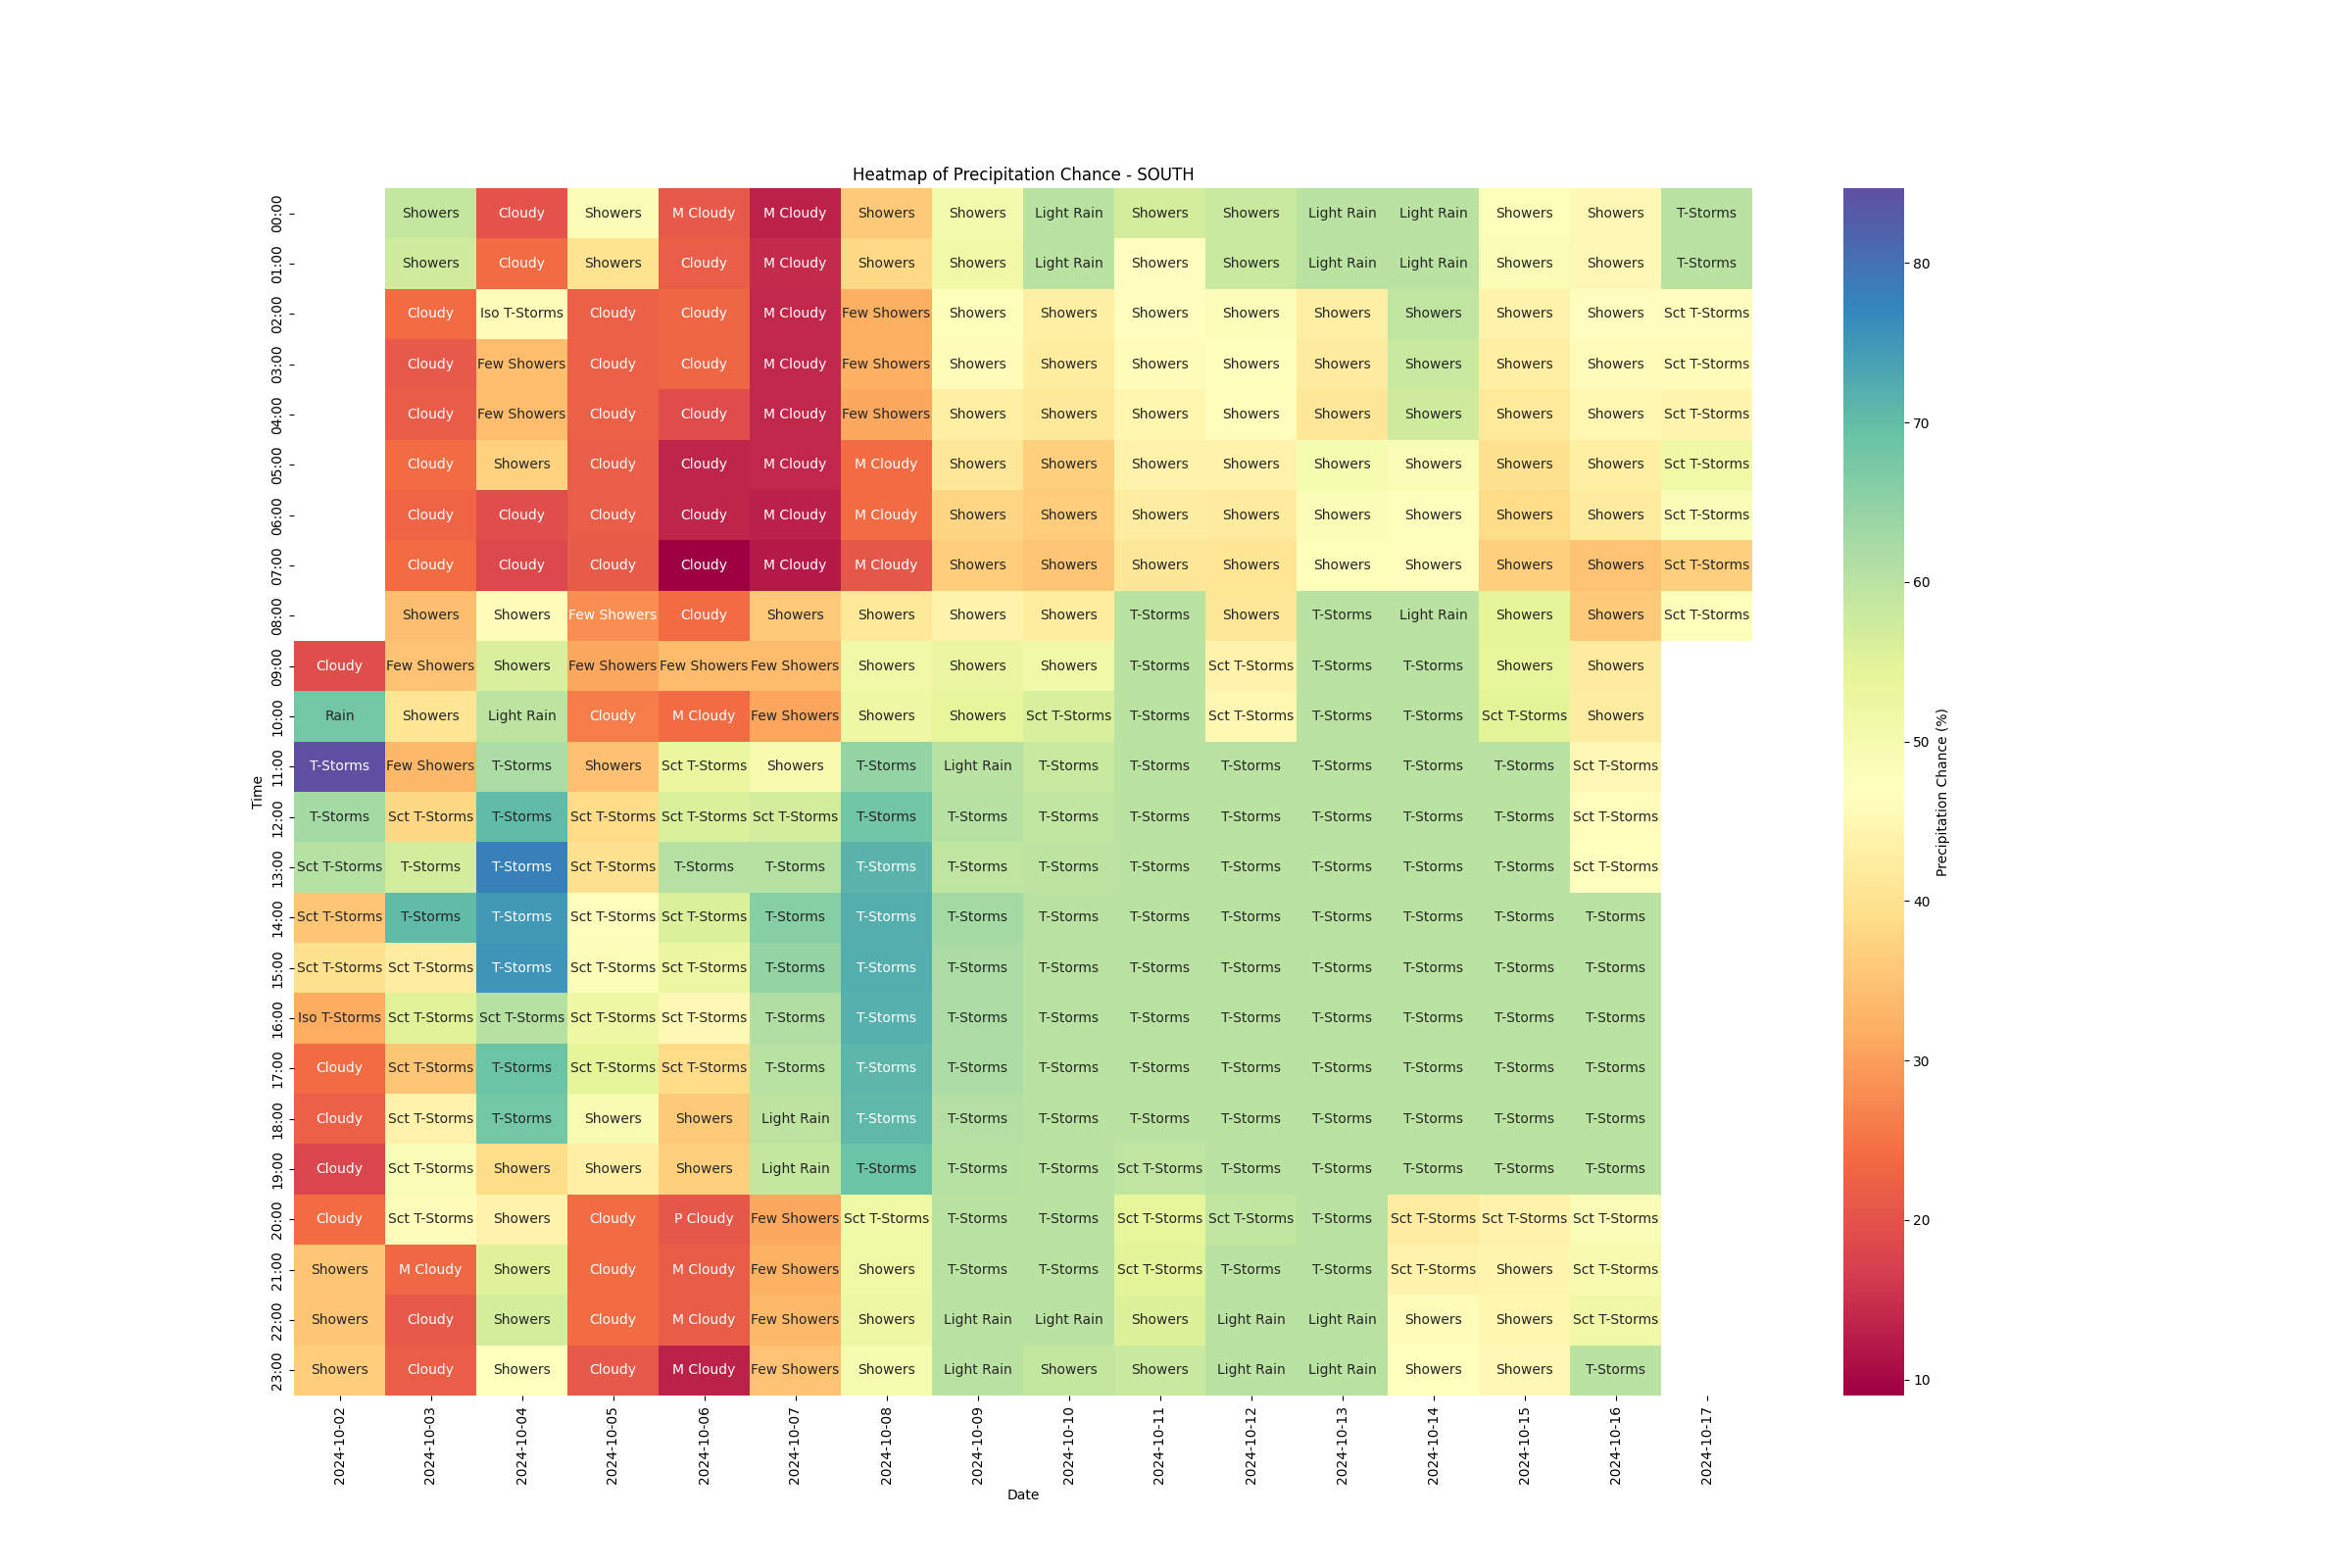 Heatmap of Precipitation Chance - SOUTH
00:00 Showers Cloudy Showers M Cloudy M Cloudy Showers Showers Light Rain Showers Showers Light Rain Light Rain Showers Showers T-Storms
01:00 Showers Cloudy Showers Cloudy M Cloudy Showers Showers Light Rain Showers Showers Light Rain Light Rain Showers Showers T-Storms
02:00 Cloudy Iso T-Storms Cloudy Cloudy M Cloudy Few Showers Showers Showers Showers Showers Showers Showers Showers Showers Sct T-Storms
03:00 Cloudy Few Showers Cloudy Cloudy M Cloudy Few Showers Showers Showers Showers Showers Showers Showers Showers Showers Sct T-Storms
04:00 Cloudy Few Showers Cloudy Cloudy M Cloudy Few Showers Showers Showers Showers Showers Showers Showers Showers Showers Sct T-Storms
05:00 Cloudy Showers Cloudy Cloudy M Cloudy M Cloudy Showers Showers Showers Showers Showers Showers Showers Showers Sct T-Storms
06:00 Cloudy Cloudy Cloudy Cloudy M Cloudy M Cloudy Showers Showers Showers Showers Showers Showers Showers Showers Sct T-Storms
07:00 Cloudy Cloudy Cloudy Cloudy M Cloudy M Cloudy Showers Showers Showers Showers Showers Showers Showers Showers Sct T-Storms
08:00 Showers Showers Few Showers Cloudy Showers Showers Showers Showers T-Storms Showers T-Storms Light Rain Showers Showers Sct T-Storms
09:00 Cloudy Few Showers Showers Few Showers Few Showers Few Showers Showers Showers Showers T-Storms Sct T-Storms T-Storms T-Storms Showers Showers
10:00 Rain Showers Light Rain Cloudy M Cloudy Few Showers Showers Showers Sct T-Storms T-Storms Sct T-Storms T-Storms T-Storms Sct T-Storms Showers
11:00 T-Storms Few Showers T-Storms Showers Sct T-Storms Showers T-Storms Light Rain T-Storms T-Storms T-Storms T-Storms T-Storms T-Storms Sct T-Storms
12:00 T-Storms Sct T-Storms T-Storms Sct T-Storms Sct T-Storms Sct T-Storms T-Storms T-Storms T-Storms T-Storms T-Storms T-Storms T-Storms T-Storms Sct T-Storms
13:00 Sct T-Storms T-Storms T-Storms Sct T-Storms T-Storms T-Storms T-Storms T-Storms T-Storms T-Storms T-Storms T-Storms T-Storms T-Storms Sct T-Storms
14:00 Sct T-Storms T-Storms T-Storms Sct T-Storms Sct T-Storms T-Storms T-Storms T-Storms T-Storms T-Storms T-Storms T-Storms T-Storms T-Storms T-Storms
15:00 Sct T-Storms Sct T-Storms T-Storms Sct T-Storms Sct T-Storms T-Storms T-Storms T-Storms T-Storms T-Storms T-Storms T-Storms T-Storms T-Storms T-Storms
16:00 Iso T-Storms Sct T-Storms Sct T-Storms Sct T-Storms Sct T-Storms T-Storms T-Storms T-Storms T-Storms T-Storms T-Storms T-Storms T-Storms T-Storms T-Storms
17:00 Cloudy Sct T-Storms T-Storms Sct T-Storms Sct T-Storms T-Storms T-Storms T-Storms T-Storms T-Storms T-Storms T-Storms T-Storms T-Storms T-Storms
18:00 Cloudy Sct T-Storms T-Storms Showers Showers Light Rain T-Storms T-Storms T-Storms T-Storms T-Storms T-Storms T-Storms T-Storms T-Storms
19:00 Cloudy Sct T-Storms Showers Showers Showers Light Rain T-Storms T-Storms T-Storms Sct T-Storms T-Storms T-Storms T-Storms T-Storms T-Storms
20:00 Cloudy Sct T-Storms Showers Cloudy P Cloudy Few Showers Sct T-Storms T-Storms T-Storms Sct T-Storms Sct T-Storms T-Storms Sct T-Storms Sct T-Storms Sct T-Storms
21:00 Showers M Cloudy Showers Cloudy M Cloudy Few Showers Showers T-Storms T-Storms Sct T-Storms T-Storms T-Storms Sct T-Storms Showers Sct T-Storms
22:00 Showers Cloudy Showers Cloudy M Cloudy Few Showers Showers Light Rain Light Rain Showers Light Rain Light Rain Showers Showers Sct T-Storms
23:00 Showers Cloudy Showers Cloudy M Cloudy Few Showers Showers Light Rain Showers Showers Light Rain Light Rain Showers Showers T-Storms
Time
2024-10-02 2024-10-03 2024-10-04 2024-10-05 2024-10-06 2024-10-07 2024-10-08 2024-10-09 2024-10-10 2024-10-11 2024-10-12 2024-10-13 2024-10-14 2024-10-15 2024-10-16 2024-10-17
Date
80
70
60
50
40
30
20
10
Precipitation Chance (%)